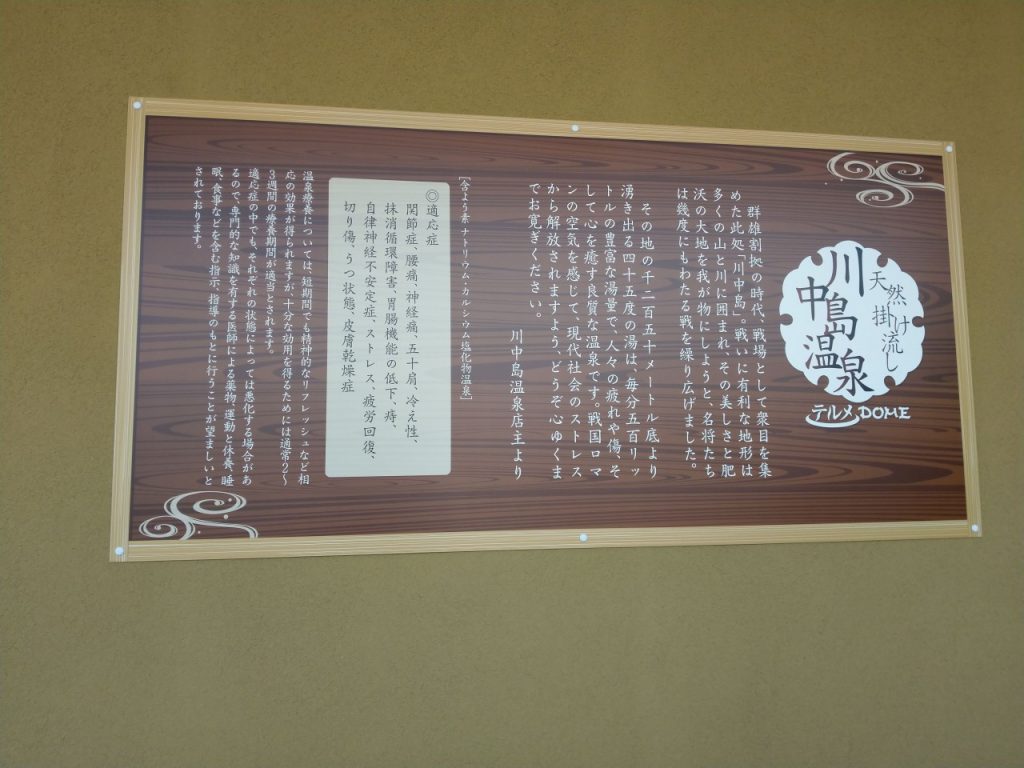 天然掛け流し
川中島温泉
テルメDOME
群雄割拠の時代、戦場として衆目を集
めた此処「川中島」。戦いに有利な地形は
多くの山と川に囲まれ、その美しさと肥
沃の大地を我が物にしようと、名将たち
は幾度にもわたる戦を繰り広げました。
その地の千二百五十メートル底より
湧き出る四十五度の湯は、毎分五百リッ
トルの豊富な湯量で、人々の疲れや傷、そ
して心を癒す良質な温泉です。戦国ロマ
ンの空気を感じて、現代社会のストレス
から解放されますよう、どうぞ心ゆくま
でお寛ぎください。
川中島温泉店主より
［含よう素‐ナトリウム・カルシウム塩化物温泉］
◎適応症
関節症、腰痛、神経痛、五十肩、冷え性、
抹消循環障害、胃腸機能の低下、痔、
自律神経不安定症、ストレス、疲労回復、
切り傷、うつ状態、皮膚乾燥症
温泉療養については、短期間でも精神的なリフレッシュなど相
応の効果が得られますが、十分な効用を得るためには通常2〜
3週間の療養期間が適当とされます。
適応症の中でも、それぞれの状態によっては悪化する場合があ
るので、専門的な知識を有する医師による薬物、運動と休養、睡
眠、食事などを含む指示、指導のもとに行うことが望ましいと
されております。